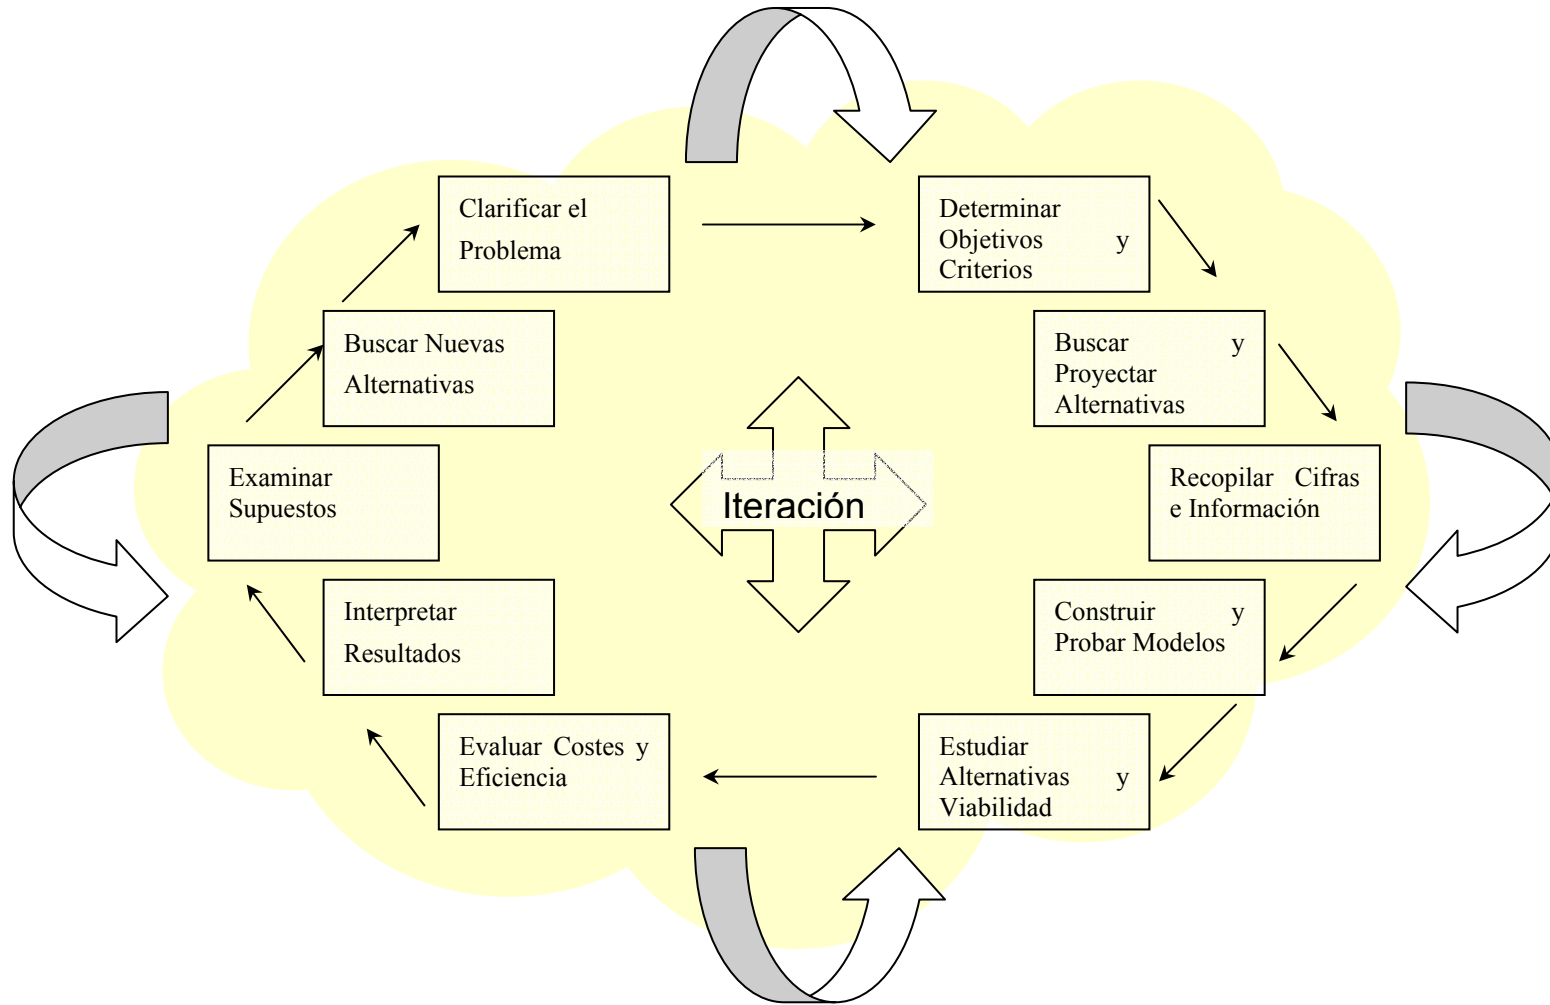 Clarificar el
Problema
Determinar
Objetivos y
Criterios
Buscar Nuevas
Alternativas
Buscar y
Proyectar
Alternativas
Examinar
Supuestos
Iteración
Recopilar Cifras
e Información
Interpretar
Resultados
Construir y
Probar Modelos
Evaluar Costes y
Eficiencia
Estudiar
Alternativas y
Viabilidad